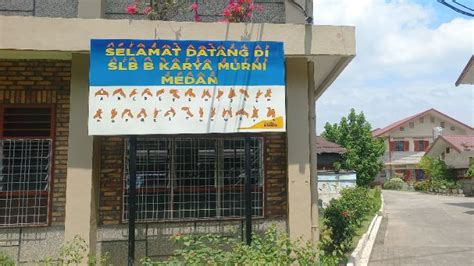 SELAMAT DATANG DI
SLB B KARYA MURNI
MEDAN